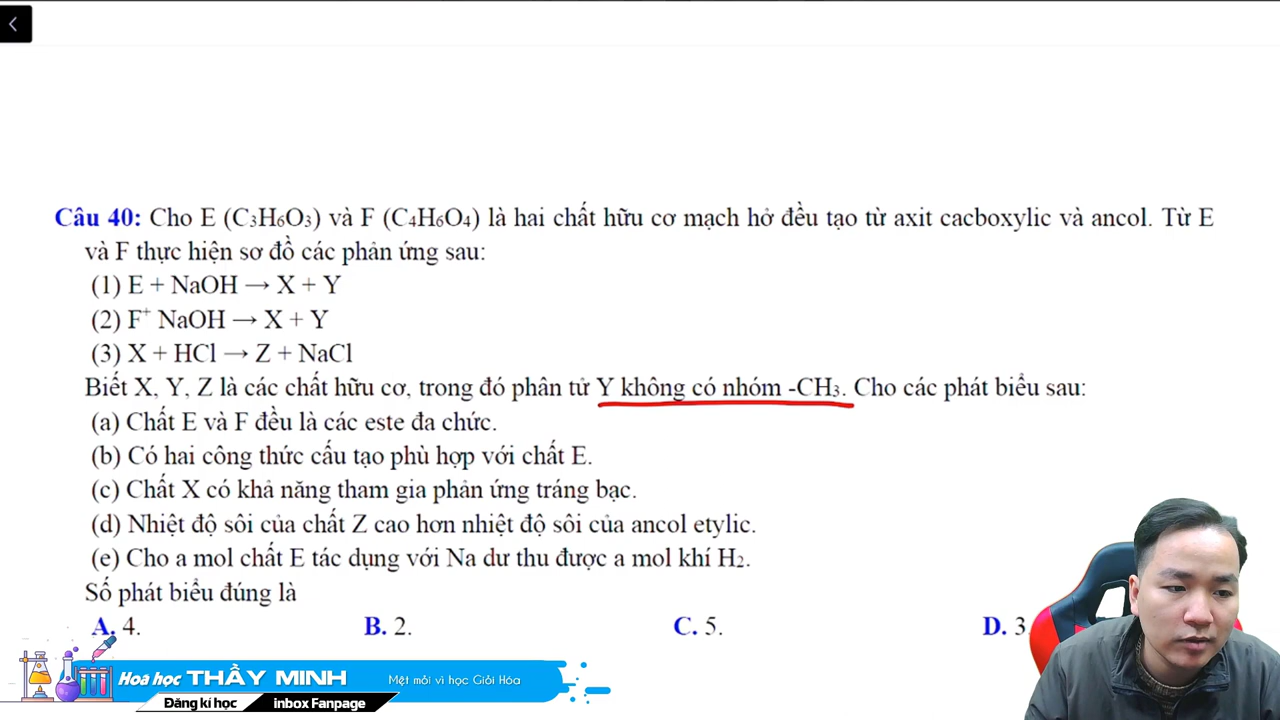 Câu 40: Cho E (C₃H₆O₃) và F (C₄H₆O₄) là hai chất hữu cơ mạch hở đều tạo từ axit cacboxylic và ancol. Từ E
và F thực hiện sơ đồ các phản ứng sau:
(1) E + NaOH → X + Y
(2) F⁺ NaOH → X + Y
(3) X + HCl → Z + NaCl
Biết X, Y, Z là các chất hữu cơ, trong đó phân tử Y không có nhóm -CH₃. Cho các phát biểu sau:
(a) Chất E và F đều là các este đa chức.
(b) Có hai công thức cấu tạo phù hợp với chất E.
(c) Chất X có khả năng tham gia phản ứng tráng bạc.
(d) Nhiệt độ sôi của chất Z cao hơn nhiệt độ sôi của ancol etylic.
(e) Cho a mol chất E tác dụng với Na dư thu được a mol khí H₂.
Số phát biểu đúng là
A. 4. B. 2. C. 5. D. 3
Hoá học THẦY MINH Mệt mỏi vì học Giỏi Hóa
Đăng kí học inbox Fanpage